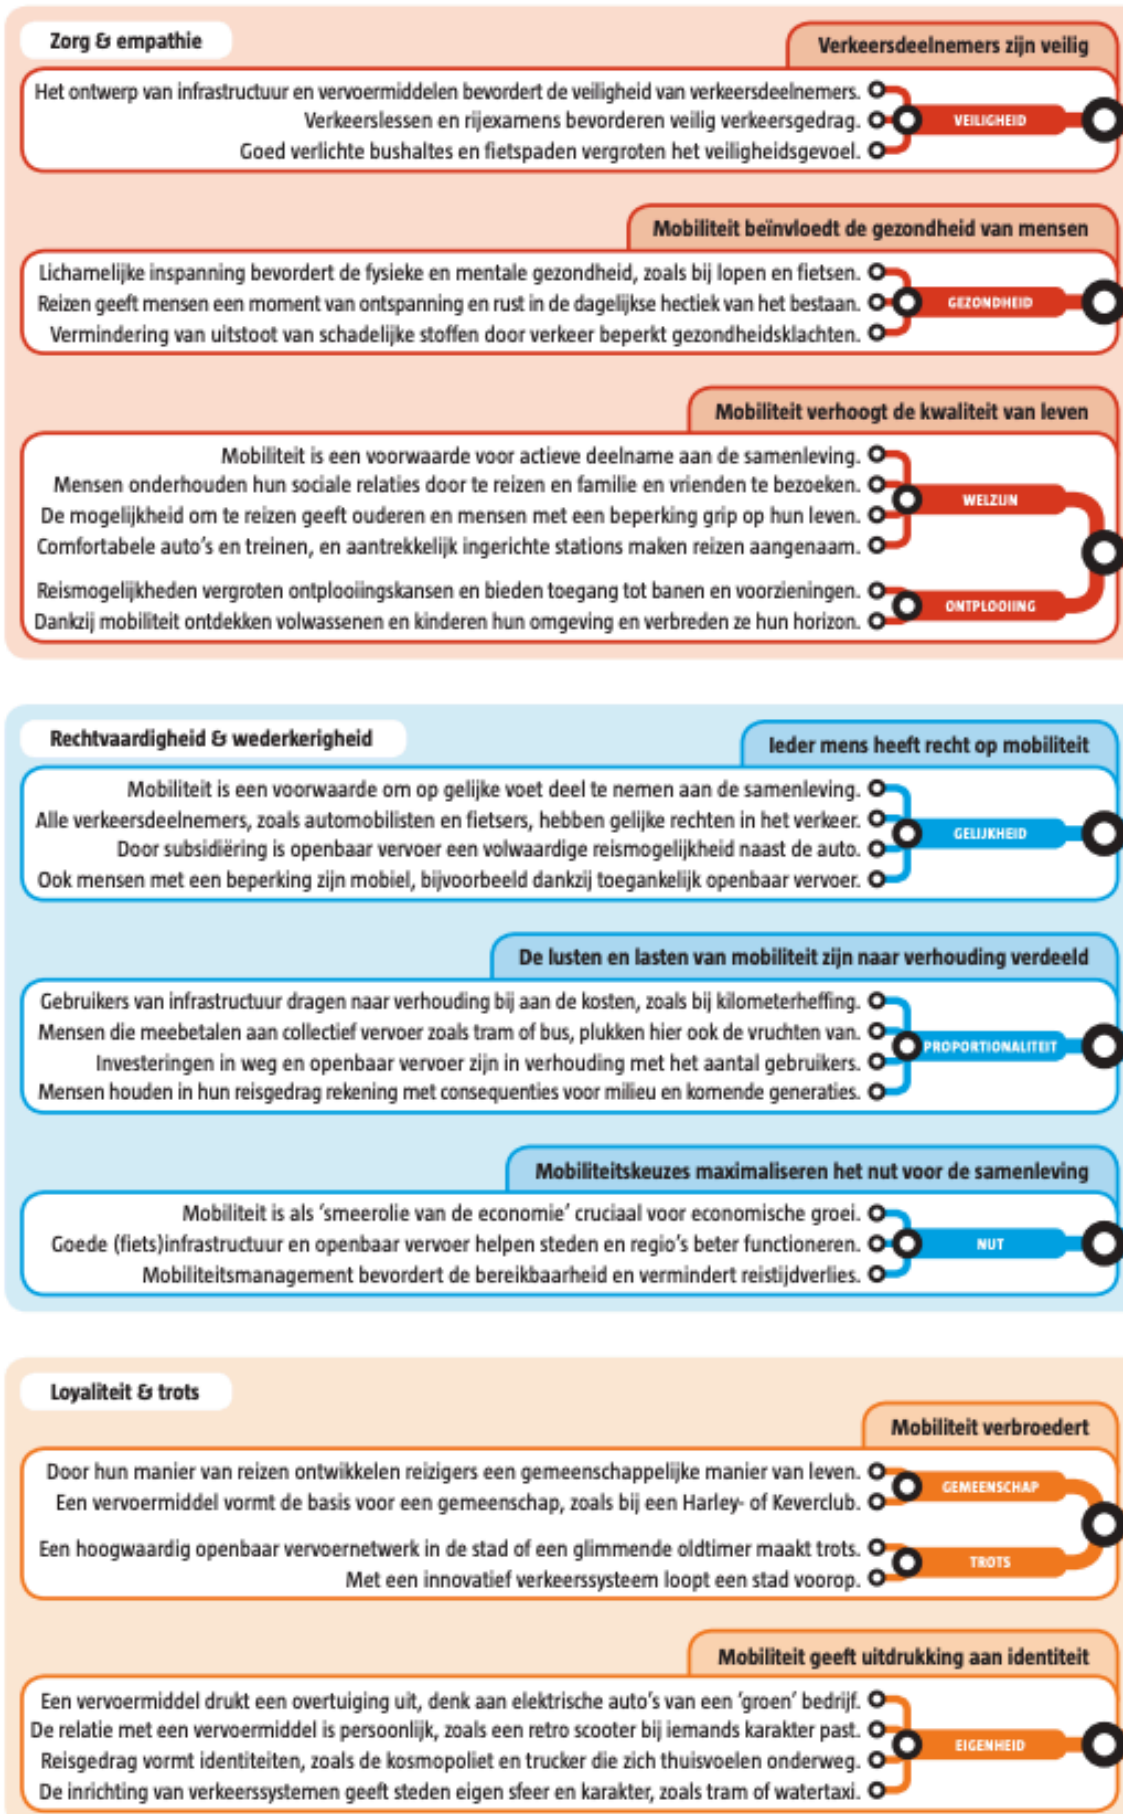 Zorg & empathie
Verkeersdeelnemers zijn veilig
Het ontwerp van infrastructuur en vervoermiddelen bevordert de veiligheid van verkeersdeelnemers.
Verkeerslessen en rijexamens bevorderen veilig verkeersgedrag.
VEILIGHEID
Goed verlichte bushaltes en fietspaden vergroten het veiligheidsgevoel.
Mobiliteit beïnvloedt de gezondheid van mensen
Lichamelijke inspanning bevordert de fysieke en mentale gezondheid, zoals bij lopen en fietsen.
Reizen geeft mensen een moment van ontspanning en rust in de dagelijkse hectiek van het bestaan.
GEZONDHEID
Vermindering van uitstoot van schadelijke stoffen door verkeer beperkt gezondheidsklachten.
Mobiliteit verhoogt de kwaliteit van leven
Mobiliteit is een voorwaarde voor actieve deelname aan de samenleving.
Mensen onderhouden hun sociale relaties door te reizen en familie en vrienden te bezoeken.
WELZIJN
De mogelijkheid om te reizen geeft ouderen en mensen met een beperking grip op hun leven.
Comfortabele auto's en treinen, en aantrekkelijk ingerichte stations maken reizen aangenaam.
Reismogelijkheden vergroten ontplooiingskansen en bieden toegang tot banen en voorzieningen.
ONTPLOOIING
Dankzij mobiliteit ontdekken volwassenen en kinderen hun omgeving en verbreden ze hun horizon.
Rechtvaardigheid & wederkerigheid
Ieder mens heeft recht op mobiliteit
Mobiliteit is een voorwaarde om op gelijke voet deel te nemen aan de samenleving.
Alle verkeersdeelnemers, zoals automobilisten en fietsers, hebben gelijke rechten in het verkeer.
GELIJKHEID
Door subsidiëring is openbaar vervoer een volwaardige reismogelijkheid naast de auto.
Ook mensen met een beperking zijn mobiel, bijvoorbeeld dankzij toegankelijk openbaar vervoer.
De lusten en lasten van mobiliteit zijn naar verhouding verdeeld
Gebruikers van infrastructuur dragen naar verhouding bij aan de kosten, zoals bij kilometerheffing.
Mensen die meebetalen aan collectief vervoer zoals tram of bus, plukken hier ook de vruchten van.
PROPORTIONALITEIT
Investeringen in weg en openbaar vervoer zijn in verhouding met het aantal gebruikers.
Mensen houden in hun reisgedrag rekening met consequenties voor milieu en komende generaties.
Mobiliteitskeuzes maximaliseren het nut voor de samenleving
Mobiliteit is als 'smeerolie van de economie' cruciaal voor economische groei.
Goede (fiets)infrastructuur en openbaar vervoer helpen steden en regio's beter functioneren.
NUT
Mobiliteitsmanagement bevordert de bereikbaarheid en vermindert reistijdverlies.
Loyaliteit & trots
Mobiliteit verbroedert
Door hun manier van reizen ontwikkelen reizigers een gemeenschappelijke manier van leven.
GEMEENSCHAP
Een vervoermiddel vormt de basis voor een gemeenschap, zoals bij een Harley- of Keverclub.
Een hoogwaardig openbaar vervoernetwerk in de stad of een glimmende oldtimer maakt trots.
TROTS
Met een innovatief verkeerssysteem loopt een stad voorop.
Mobiliteit geeft uitdrukking aan identiteit
Een vervoermiddel drukt een overtuiging uit, denk aan elektrische auto's van een 'groen' bedrijf.
De relatie met een vervoermiddel is persoonlijk, zoals een retro scooter bij iemands karakter past.
EIGENHEID
Reisgedrag vormt identiteiten, zoals de kosmopoliet en trucker die zich thuisvoelen onderweg.
De inrichting van verkeerssystemen geeft steden eigen sfeer en karakter, zoals tram of watertaxi.